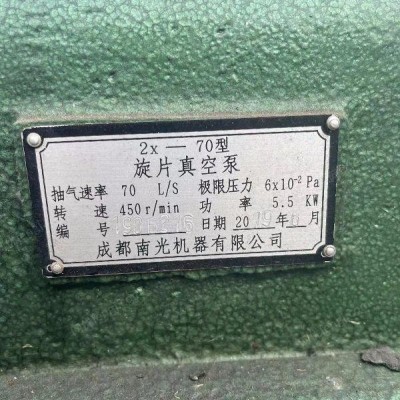 2x — 70型
旋片真空泵
抽气速率 70 L/S 极限压力 6x10⁻² Pa
转 速 450 r/min 功 率 5.5 KW
编 号 日期 20 年 月
成都南光机器有限公司